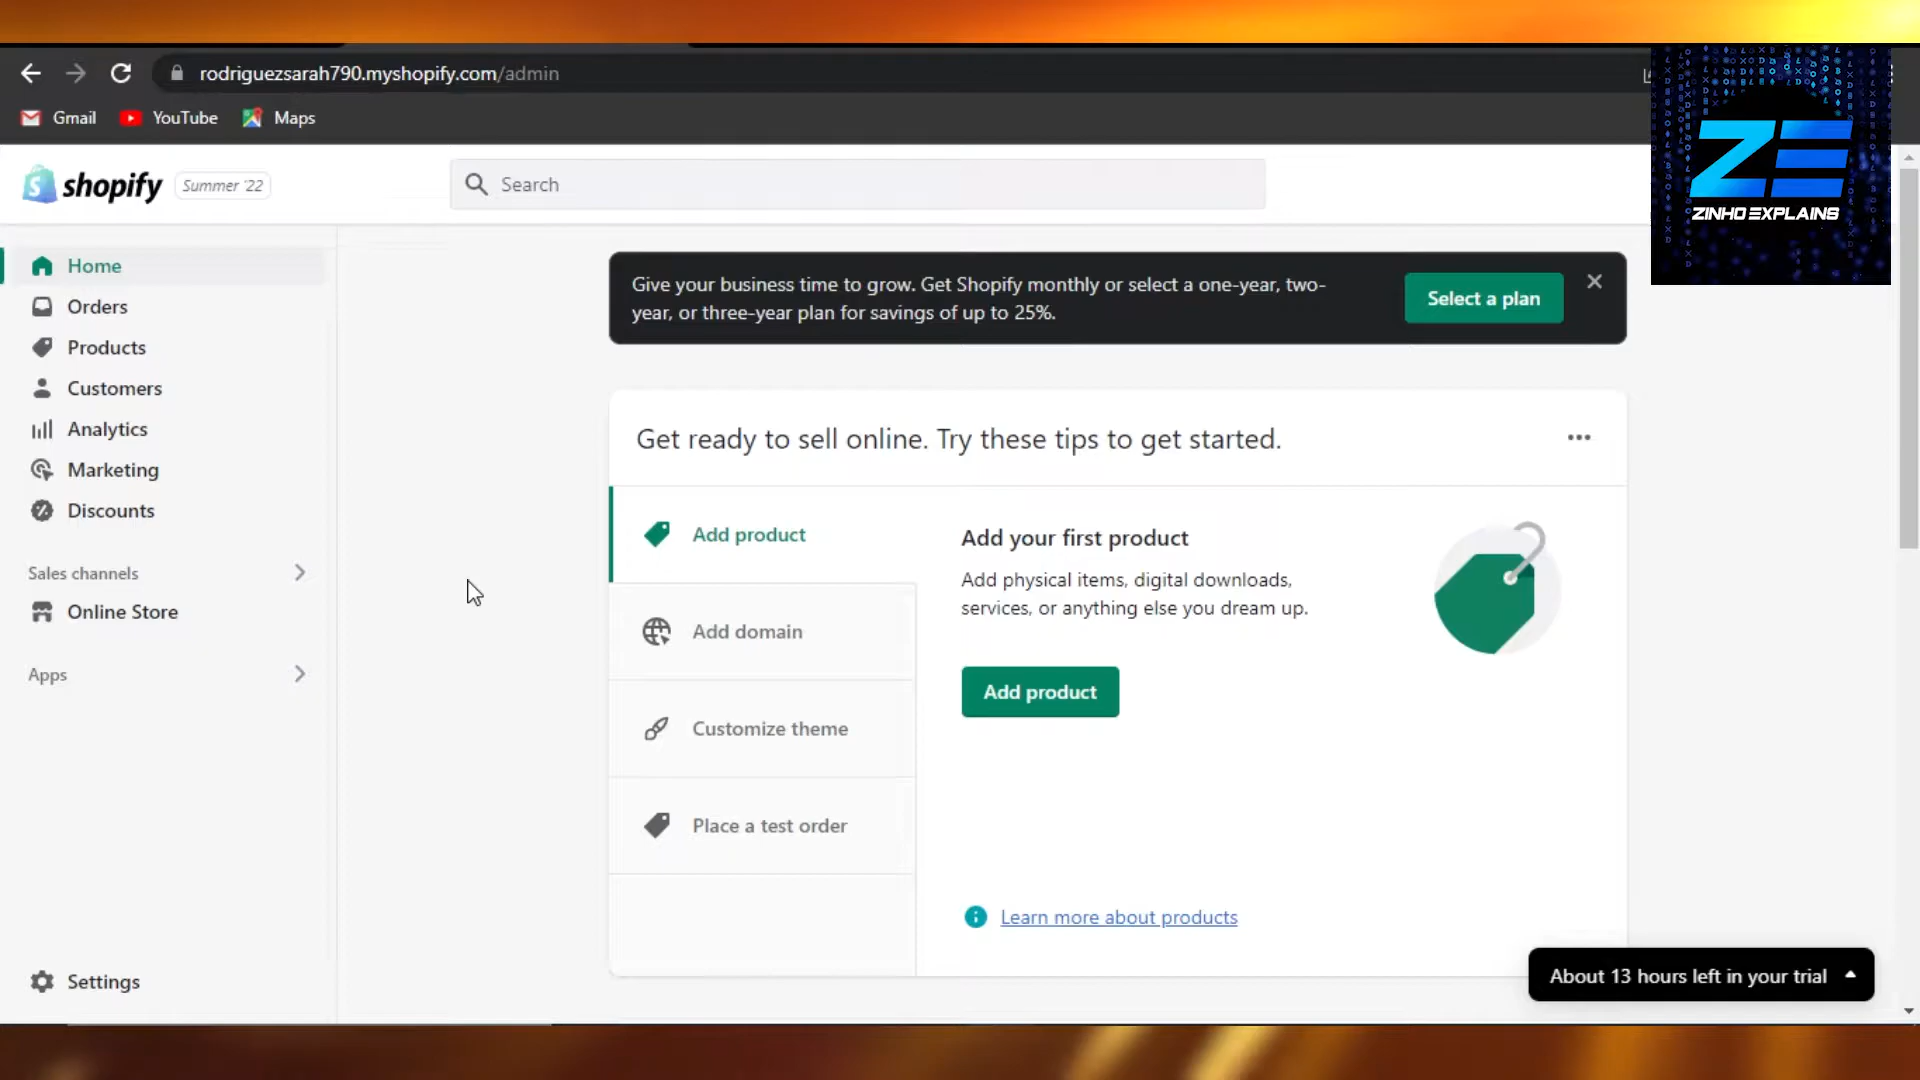 rodriguezsarah790.myshopify.com/admin
Gmail
YouTube
Maps
ZE
ZINHO EXPLAINS
shopify
Summer '22
Search
Home
Orders
Products
Customers
Analytics
Marketing
Discounts
Sales channels
Online Store
Apps
Settings
Give your business time to grow. Get Shopify monthly or select a one-year, two-
year, or three-year plan for savings of up to 25%.
Select a plan
Get ready to sell online. Try these tips to get started.
Add product
Add domain
Customize theme
Place a test order
Add your first product
Add physical items, digital downloads,
services, or anything else you dream up.
Add product
Learn more about products
About 13 hours left in your trial